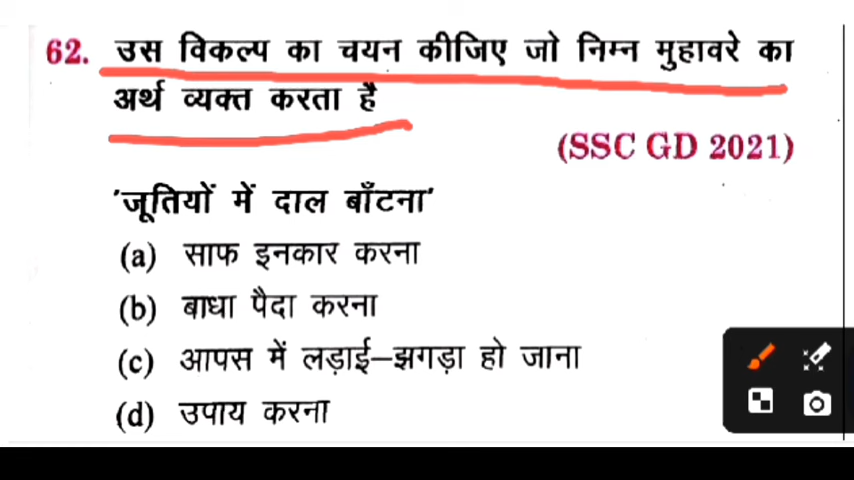 62. उस विकल्प का चयन कीजिए जो निम्न मुहावरे का
अर्थ व्यक्त करता है
(SSC GD 2021)
'जूतियों में दाल बाँटना'
(a) साफ इनकार करना
(b) बाधा पैदा करना
(c) आपस में लड़ाई–झगड़ा हो जाना
(d) उपाय करना